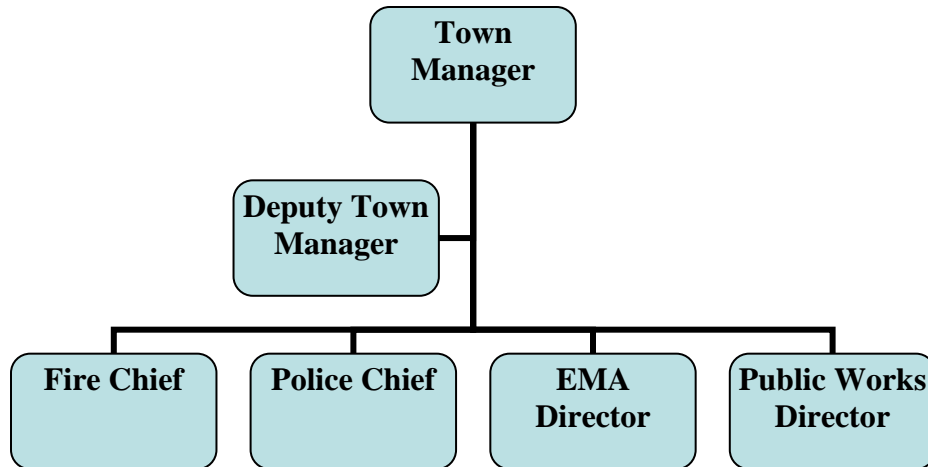 Town
Manager
Deputy Town
Manager
Fire Chief
Police Chief
EMA
Director
Public Works
Director